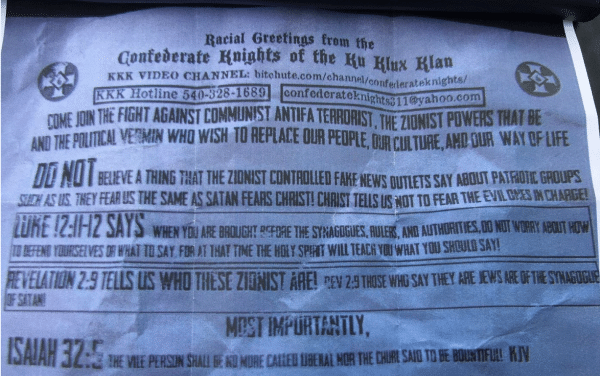 Racial Greetings from the
Confederate Knights of the Ku Klux Klan
KKK VIDEO CHANNEL: bitchute.com/channel/confederateknights/
KKK Hotline 540-328-1689 confederateknights311@yahoo.com
COME JOIN THE FIGHT AGAINST COMMUNIST ANTIFA TERRORIST, THE ZIONIST POWERS THAT BE
AND THE POLITICAL VERMIN WHO WISH TO REPLACE OUR PEOPLE, OUR CULTURE, AND OUR WAY OF LIFE
DO NOT BELIEVE A THING THAT THE ZIONIST CONTROLLED FAKE NEWS OUTLETS SAY ABOUT PATRIOTIC GROUPS
SUCH AS US. THEY FEAR US THE SAME AS SATAN FEARS CHRIST! CHRIST TELLS US NOT TO FEAR THE EVIL ONES IN CHARGE!
LUKE 12:11-12 SAYS WHEN YOU ARE BROUGHT BEFORE THE SYNAGOGUES, RULERS, AND AUTHORITIES, DO NOT WORRY ABOUT HOW
TO DEFEND YOURSELVES OR WHAT TO SAY, FOR AT THAT TIME THE HOLY SPIRIT WILL TEACH YOU WHAT YOU SHOULD SAY!
REVELATION 2:9 TELLS US WHO THESE ZIONIST ARE! REV 2:9 THOSE WHO SAY THEY ARE JEWS ARE OF THE SYNAGOGUE
OF SATAN!
MOST IMPORTANTLY,
ISAIAH 32:5 THE VILE PERSON SHALL BE NO MORE CALLED LIBERAL NOR THE CHURL SAID TO BE BOUNTIFUL! KJV